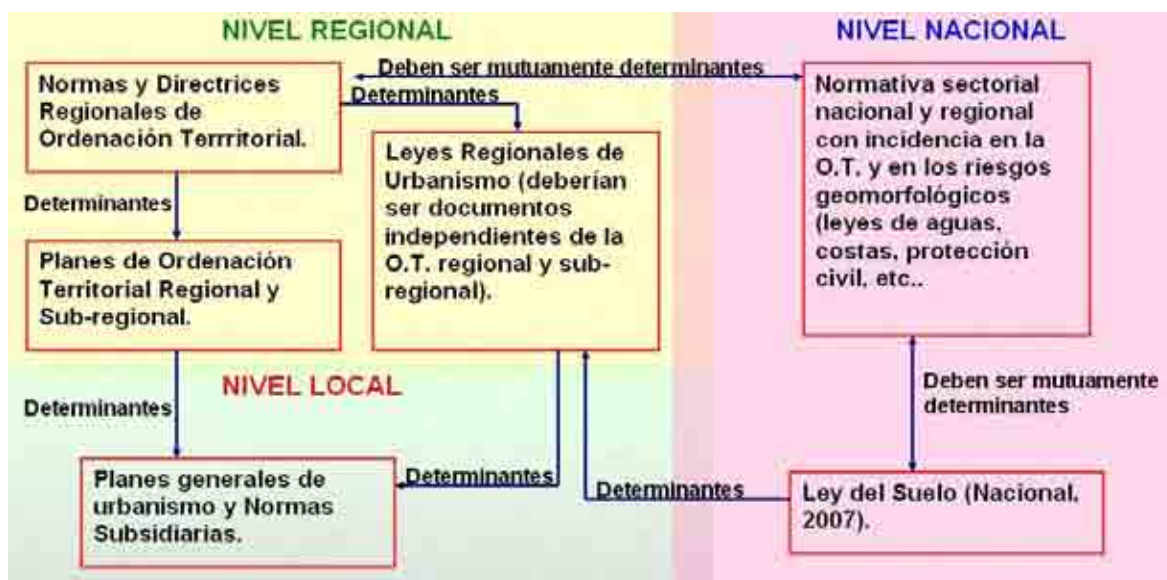 NIVEL REGIONAL
NIVEL NACIONAL
Deben ser mutuamente determinantes
Normas y Directrices
Regionales de
Ordenación Terrritorial.
Determinantes
Normativa sectorial
nacional y regional
con incidencia en la
O.T. y en los riesgos
geomorfológicos
(leyes de aguas,
costas, protección
civil, etc..
Leyes Regionales de
Urbanismo (deberían
ser documentos
independientes de la
O.T. regional y sub-
regional).
Determinantes
Planes de Ordenación
Territorial Regional y
Sub-regional.
NIVEL LOCAL
Determinantes
Deben ser mutuamente
determinantes
Planes generales de
urbanismo y Normas
Subsidiarias.
Determinantes
Determinantes
Ley del Suelo (Nacional,
2007).